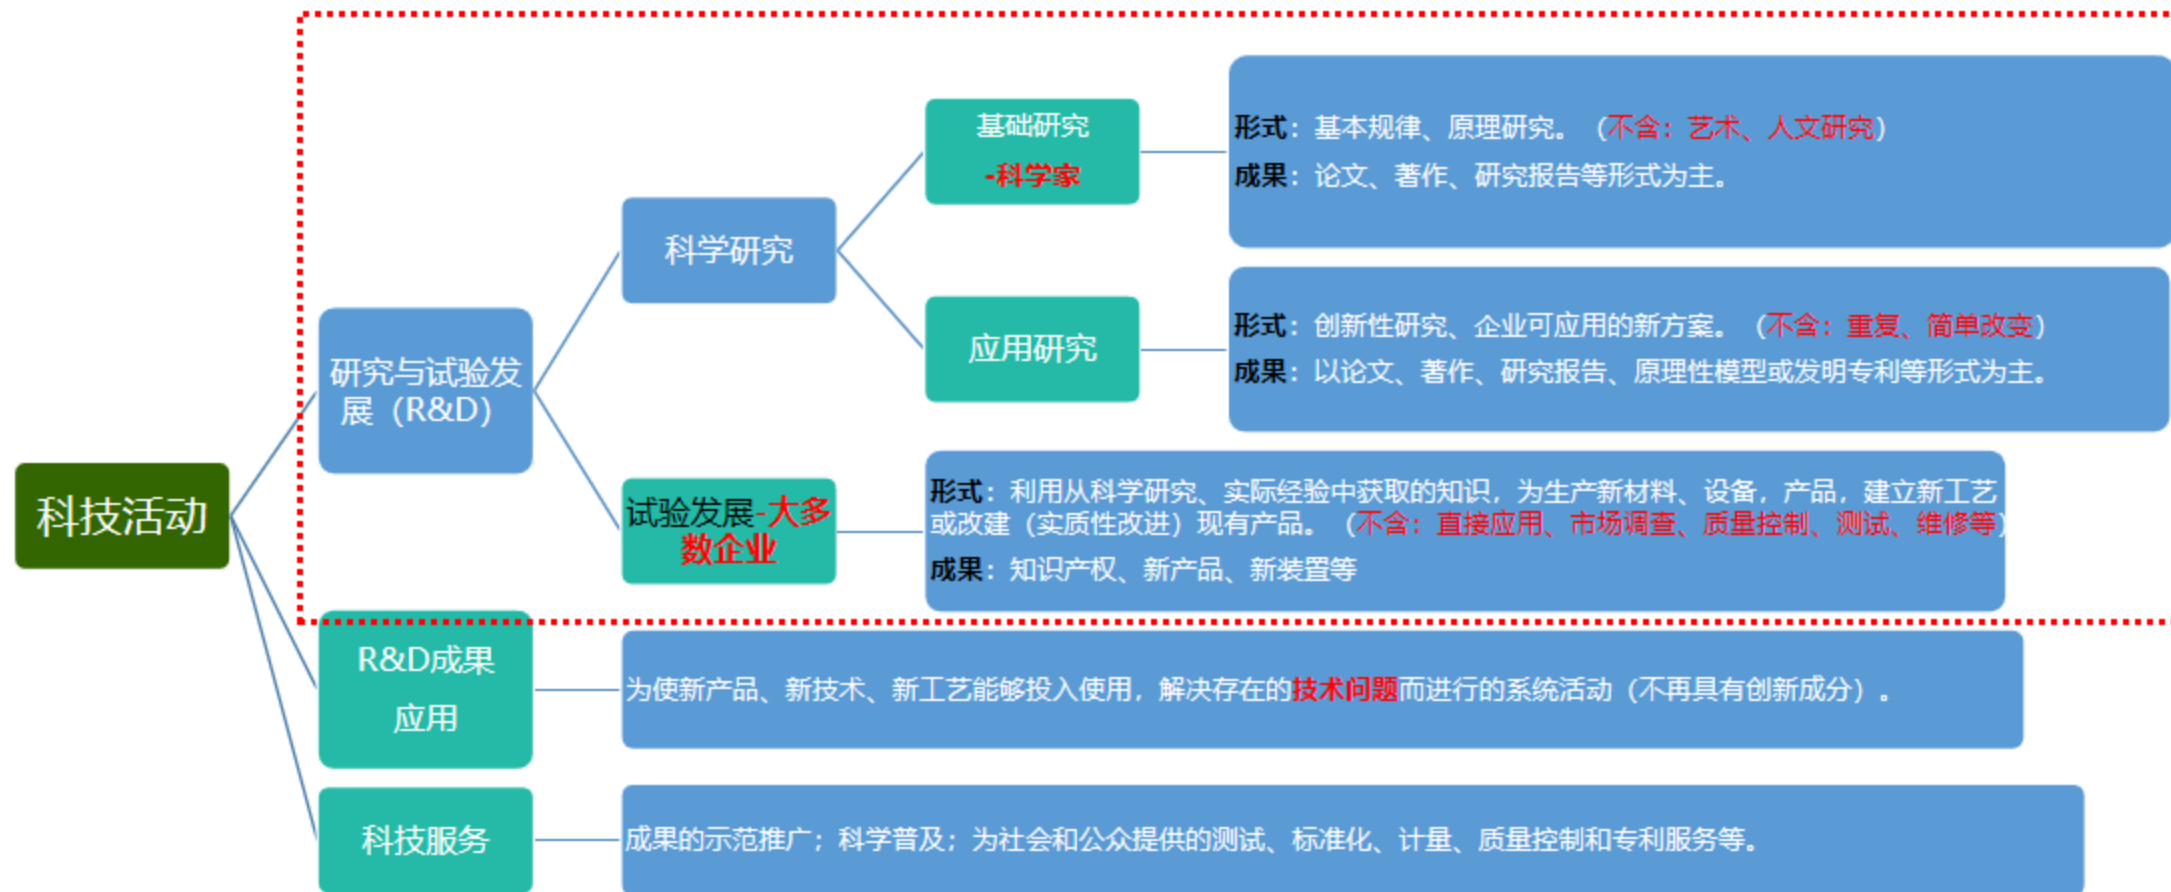 科技活动
研究与试验发
展（R&D）
科学研究
基础研究
-科学家
形式：基本规律、原理研究。（不含：艺术、人文研究）
成果：论文、著作、研究报告等形式为主。
应用研究
形式：创新性研究、企业可应用的新方案。（不含：重复、简单改变）
成果：以论文、著作、研究报告、原理性模型或发明专利等形式为主。
试验发展-大多
数企业
形式：利用从科学研究、实际经验中获取的知识，为生产新材料、设备，产品，建立新工艺
或改建（实质性改进）现有产品。（不含：直接应用、市场调查、质量控制、测试、维修等）
成果：知识产权、新产品、新装置等
R&D成果
应用
为使新产品、新技术、新工艺能够投入使用，解决存在的技术问题而进行的系统活动（不再具有创新成分）。
科技服务
成果的示范推广；科学普及；为社会和公众提供的测试、标准化、计量、质量控制和专利服务等。